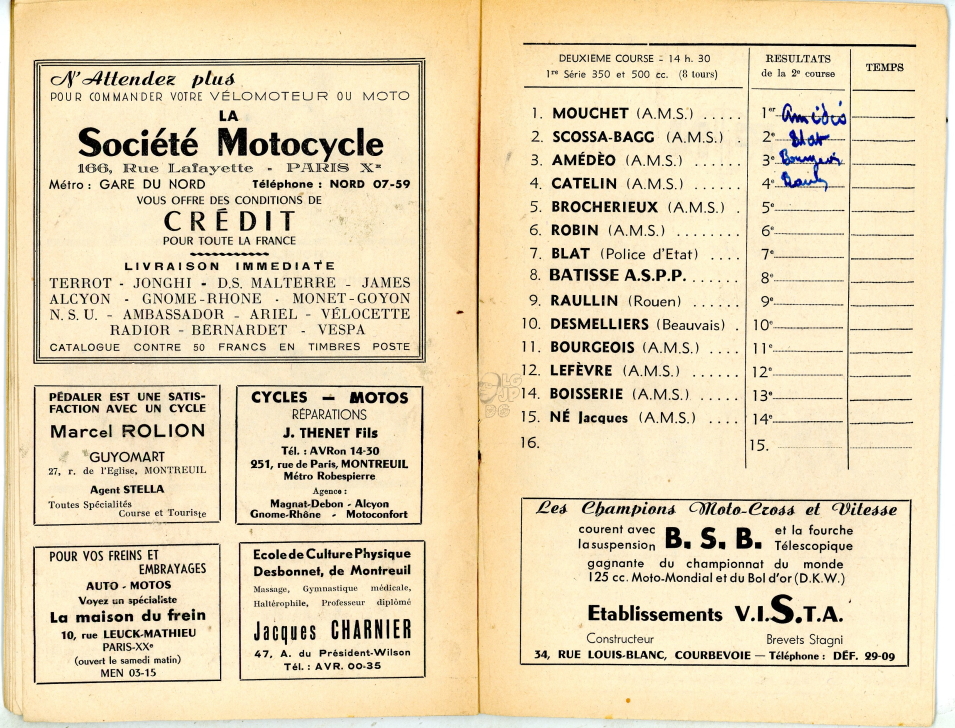 N'Attendez plus
POUR COMMANDER VOTRE VÉLOMOTEUR OU MOTO
LA
Société Motocycle
166, Rue Lafayette - PARIS Xe
Métro : GARE DU NORD Téléphone : NORD 07-59
VOUS OFFRE DES CONDITIONS DE
CRÉDIT
POUR TOUTE LA FRANCE
LIVRAISON IMMEDIATE
TERROT - JONGHI - D.S. MALTERRE - JAMES
ALCYON - GNOME-RHONE - MONET-GOYON
N.S.U. - AMBASSADOR - ARIEL - VÉLOCETTE
RADIOR - BERNARDET - VESPA
CATALOGUE CONTRE 50 FRANCS EN TIMBRES POSTE
PÉDALER EST UNE SATIS-
FACTION AVEC UN CYCLE
Marcel ROLION
GUYOMART
27, r. de l'Eglise, MONTREUIL
Agent STELLA
Toutes Spécialités
Course et Touriste
CYCLES — MOTOS
RÉPARATIONS
J. THENET Fils
Tél. : AVRon 14-30
251, rue de Paris, MONTREUIL
Métro Robespierre
Agence :
Magnat-Debon - Alcyon
Gnome-Rhône - Motoconfort
POUR VOS FREINS ET
EMBRAYAGES
AUTO - MOTOS
Voyez un spécialiste
La maison du frein
10, rue LEUCK-MATHIEU
PARIS-XXe
(ouvert le samedi matin)
MEN 03-15
Ecole de Culture Physique
Desbonnet, de Montreuil
Massage, Gymnastique médicale,
Haltérophile, Professeur diplômé
Jacques CHARNIER
47, A. du Président-Wilson
Tél. : AVR. 00-35
DEUXIEME COURSE - 14 h. 30
1re Série 350 et 500 cc. (8 tours)
RESULTATS
de la 2e course
TEMPS
1. MOUCHET (A.M.S.) ..... 1er Amédéo
2. SCOSSA-BAGG (A.M.S.) . 2e Blat
3. AMÉDÈO (A.M.S.) ...... 3e Bourgeois
4. CATELIN (A.M.S.) ...... 4e
5. BROCHERIEUX (A.M.S.) . 5e
6. ROBIN (A.M.S.) ........ 6e
7. BLAT (Police d'Etat) .... 7e
8. BATISSE A.S.P.P. ...... 8e
9. RAULLIN (Rouen) ...... 9e
10. DESMELLIERS (Beauvais) . 10e
11. BOURGEOIS (A.M.S.) .... 11e
12. LEFÈVRE (A.M.S.) ...... 12e
14. BOISSERIE (A.M.S.) ..... 13e
15. NÉ Jacques (A.M.S.) .... 14e
16. 15.
Les Champions Moto-Cross et Vitesse
courent avec
la suspension B. S. B. et la fourche
Télescopique
gagnante du championnat du monde
125 cc. Moto-Mondial et du Bol d'or (D.K.W.)
Etablissements V.I.S.T.A.
Constructeur Brevets Stagni
34, RUE LOUIS-BLANC, COURBEVOIE — Téléphone : DÉF. 29-09